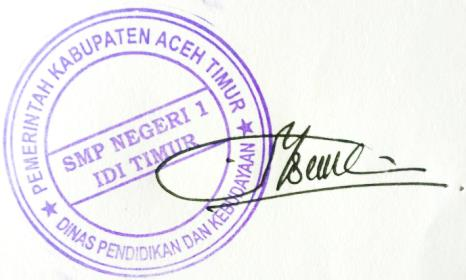 PEMERINTAH KABUPATEN ACEH TIMUR
SMP NEGERI 1
IDI TIMUR
DINAS PENDIDIKAN DAN KEBUDAYAAN